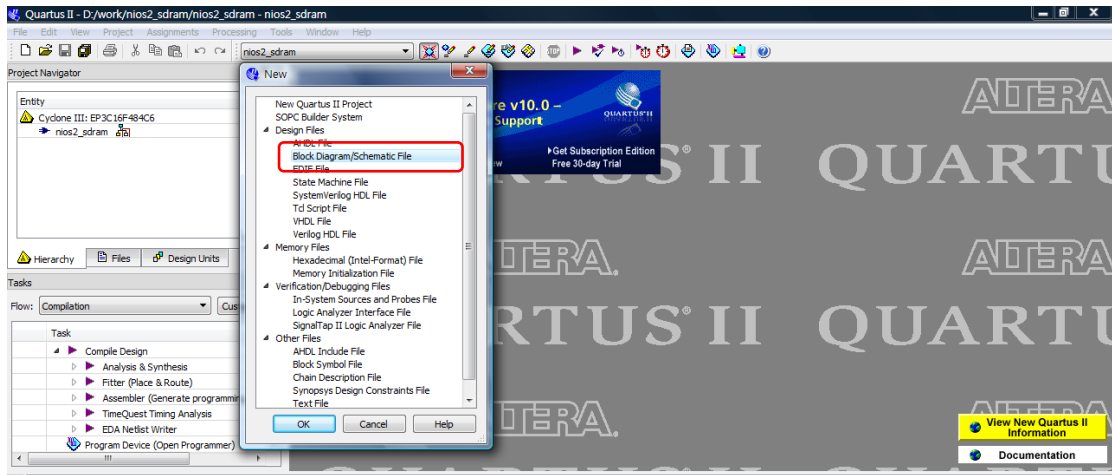 Quartus II - D:/work/nios2_sdram/nios2_sdram - nios2_sdram
File Edit View Project Assignments Processing Tools Window Help
nios2_sdram
Project Navigator
Entity
Cyclone III: EP3C16F484C6
nios2_sdram
Hierarchy Files Design Units
Tasks
Flow: Compilation
Task
Compile Design
Analysis & Synthesis
Fitter (Place & Route)
Assembler (Generate programmin
TimeQuest Timing Analysis
EDA Netlist Writer
Program Device (Open Programmer)
New
New Quartus II Project
SOPC Builder System
Design Files
AHDL File
Block Diagram/Schematic File
EDIF File
State Machine File
SystemVerilog HDL File
Tcl Script File
VHDL File
Verilog HDL File
Memory Files
Hexadecimal (Intel-Format) File
Memory Initialization File
Verification/Debugging Files
In-System Sources and Probes File
Logic Analyzer Interface File
SignalTap II Logic Analyzer File
Other Files
AHDL Include File
Block Symbol File
Chain Description File
Synopsys Design Constraints File
Text File
OK Cancel Help
re v10.0 –
Support
QUARTUS II
Get Subscription Edition
Free 30-day Trial
ALTERA
S® II QUARTU
ALTERA. ALTERA
RTUS® II QUARTU
ALTERA. ALTERA
View New Quartus II
Information
Documentation